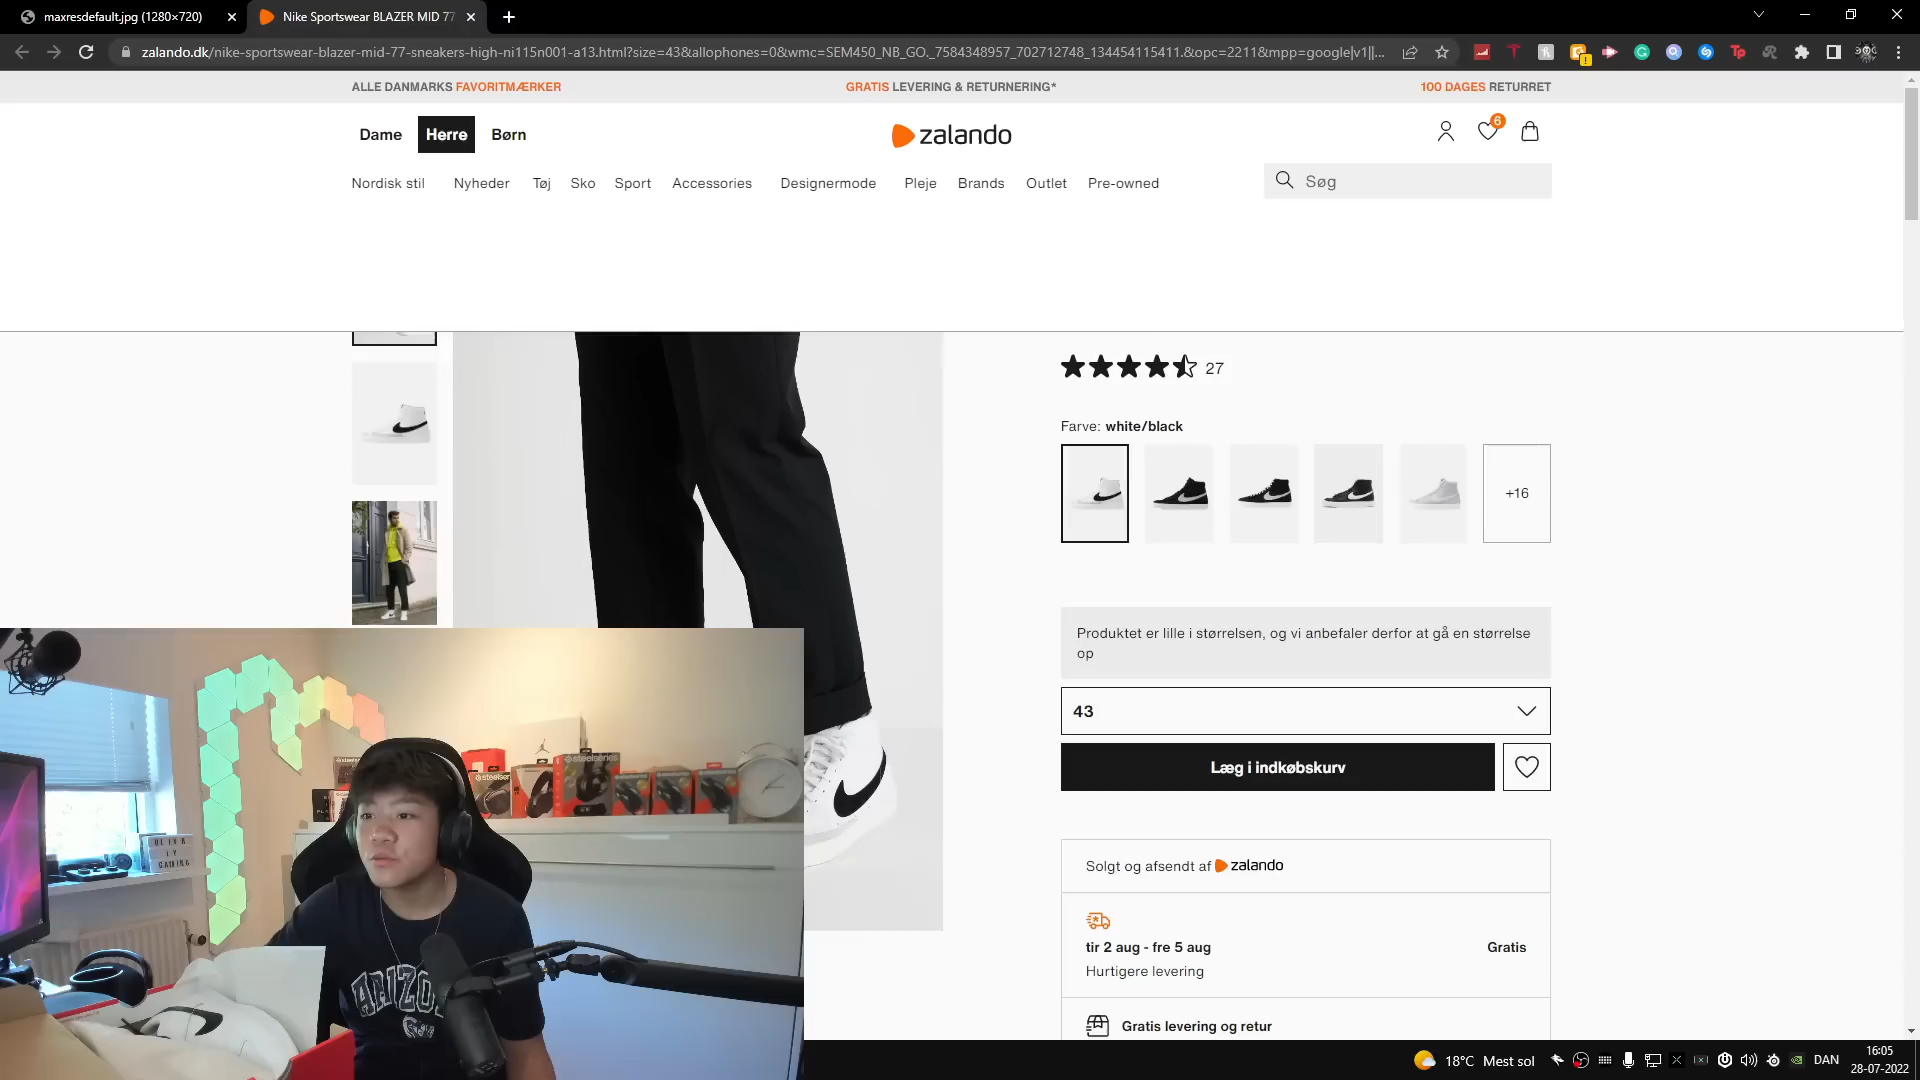 maxresdefault.jpg (1280×720)
Nike Sportswear BLAZER MID 77
zalando.dk/nike-sportswear-blazer-mid-77-sneakers-high-ni115n001-a13.html?size=43&allophones=0&wmc=SEM450_NB_GO._7584348957_702712748_134454115411.&opc=2211&mpp=google|v1||...
ALLE DANMARKS FAVORITMÆRKER
GRATIS LEVERING & RETURNERING*
100 DAGES RETURRET
Dame
Herre
Børn
zalando
6
Nordisk stil
Nyheder
Tøj
Sko
Sport
Accessories
Designermode
Pleje
Brands
Outlet
Pre-owned
Søg
27
Farve: white/black
+16
Produktet er lille i størrelsen, og vi anbefaler derfor at gå en størrelse
op
43
Læg i indkøbskurv
Solgt og afsendt af zalando
tir 2 aug - fre 5 aug
Gratis
Hurtigere levering
Gratis levering og retur
steelseries
GAMING
18°C Mest sol
DAN
16:05
28-07-2022